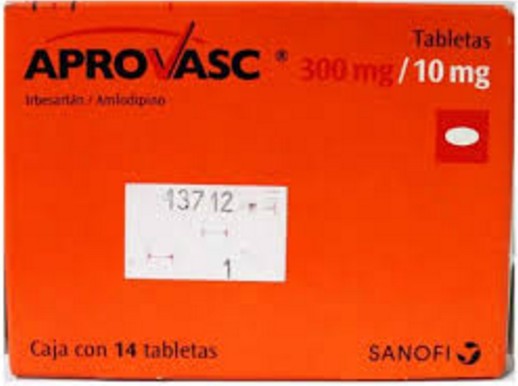 Tabletas
APROVASC ® 300 mg/10 mg
Irbesartán / Amlodipino
13712
1
Caja con 14 tabletas
SANOFI